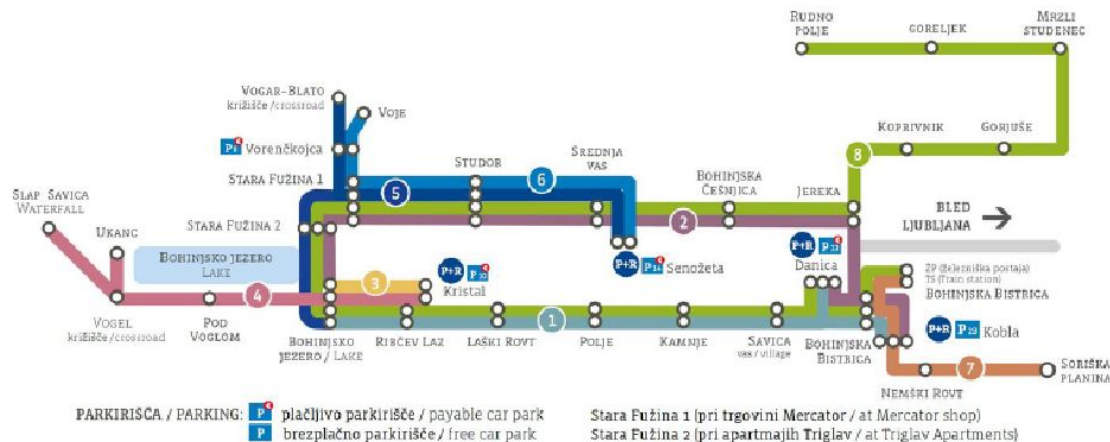 RUDNO
POLJE
GORELJEK
MRZLI
STUDENEC
VOGAR-BLATO
križišče/crossroad
VOJE
P
Vorenčkojca
KOPRIVNIK
GORJUŠE
8
STARA FUŽINA 1
STUDOR
SREDNJA
VAS
6
5
BOHINJSKA
ČEŠNJICA
JEREKA
2
SLAP SAVICA
WATERFALL
UKANC
STARA FUŽINA 2
BLED
LJUBLJANA
BOHINJSKO JEZERO
LAKE
P+R
Kristal
P+R
Senožeta
P+R
Danica
ŽP (Železniška postaja)
TS (Train station)
BOHINJSKA BISTRICA
4
3
1
VOGEL
križišče/crossroad
POD
VOGLOM
BOHINJSKO
JEZERO / LAKE
RIBČEV LAZ
LAŠKI ROVT
POLJE
KAMNJE
SAVICA
vas / village
BOHINJSKA
BISTRICA
P+R
Kobla
7
NEMŠKI ROVT
SORIŠKA
PLANINA
PARKIRIŠČA / PARKING:
P plačljivo parkirišče / payable car park
P brezplačno parkirišče / free car park
Stara Fužina 1 (pri trgovini Mercator / at Mercator shop)
Stara Fužina 2 (pri apartmajih Triglav / at Triglav Apartments)